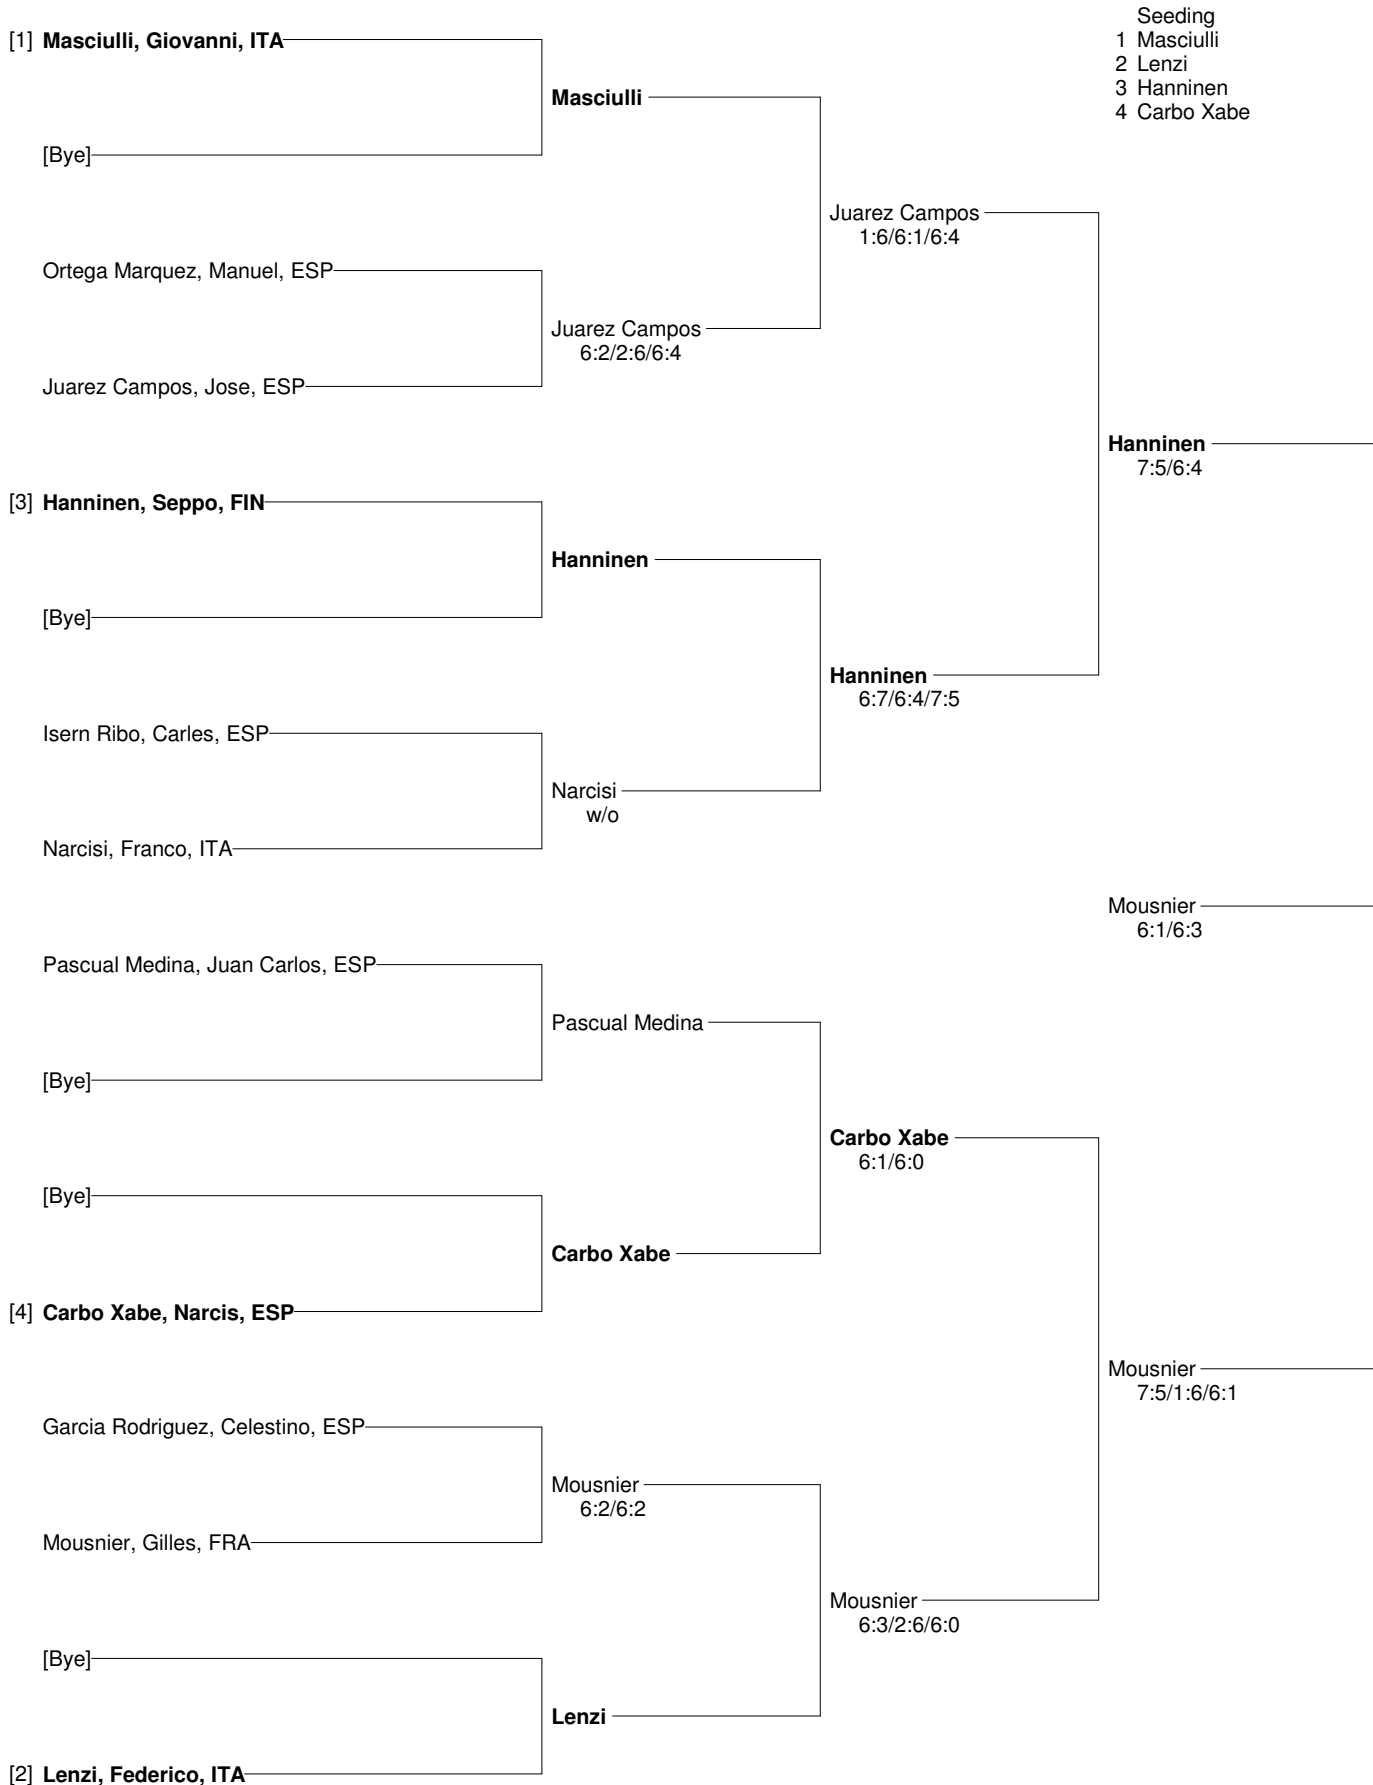 Seeding
1 Masciulli
2 Lenzi
3 Hanninen
4 Carbo Xabe
[1] Masciulli, Giovanni, ITA
Masciulli
[Bye]
Juarez Campos
1:6/6:1/6:4
Ortega Marquez, Manuel, ESP
Juarez Campos
6:2/2:6/6:4
Juarez Campos, Jose, ESP
Hanninen
7:5/6:4
[3] Hanninen, Seppo, FIN
Hanninen
[Bye]
Hanninen
6:7/6:4/7:5
Isern Ribo, Carles, ESP
Narcisi
w/o
Narcisi, Franco, ITA
Mousnier
6:1/6:3
Pascual Medina, Juan Carlos, ESP
Pascual Medina
[Bye]
Carbo Xabe
6:1/6:0
[Bye]
Carbo Xabe
[4] Carbo Xabe, Narcis, ESP
Mousnier
7:5/1:6/6:1
Garcia Rodriguez, Celestino, ESP
Mousnier
6:2/6:2
Mousnier, Gilles, FRA
Mousnier
6:3/2:6/6:0
[Bye]
Lenzi
[2] Lenzi, Federico, ITA